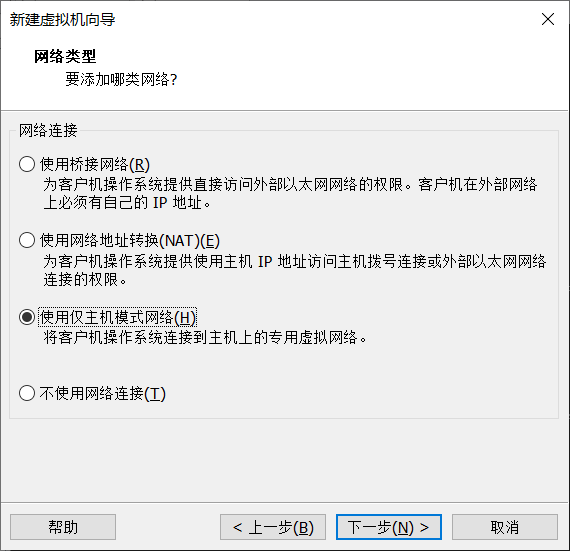 新建虚拟机向导
网络类型
要添加哪类网络?
网络连接
使用桥接网络(R)
为客户机操作系统提供直接访问外部以太网网络的权限。客户机在外部网络
上必须有自己的 IP 地址。
使用网络地址转换(NAT)(E)
为客户机操作系统提供使用主机 IP 地址访问主机拨号连接或外部以太网网络
连接的权限。
使用仅主机模式网络(H)
将客户机操作系统连接到主机上的专用虚拟网络。
不使用网络连接(T)
帮助 < 上一步(B) 下一步(N) > 取消